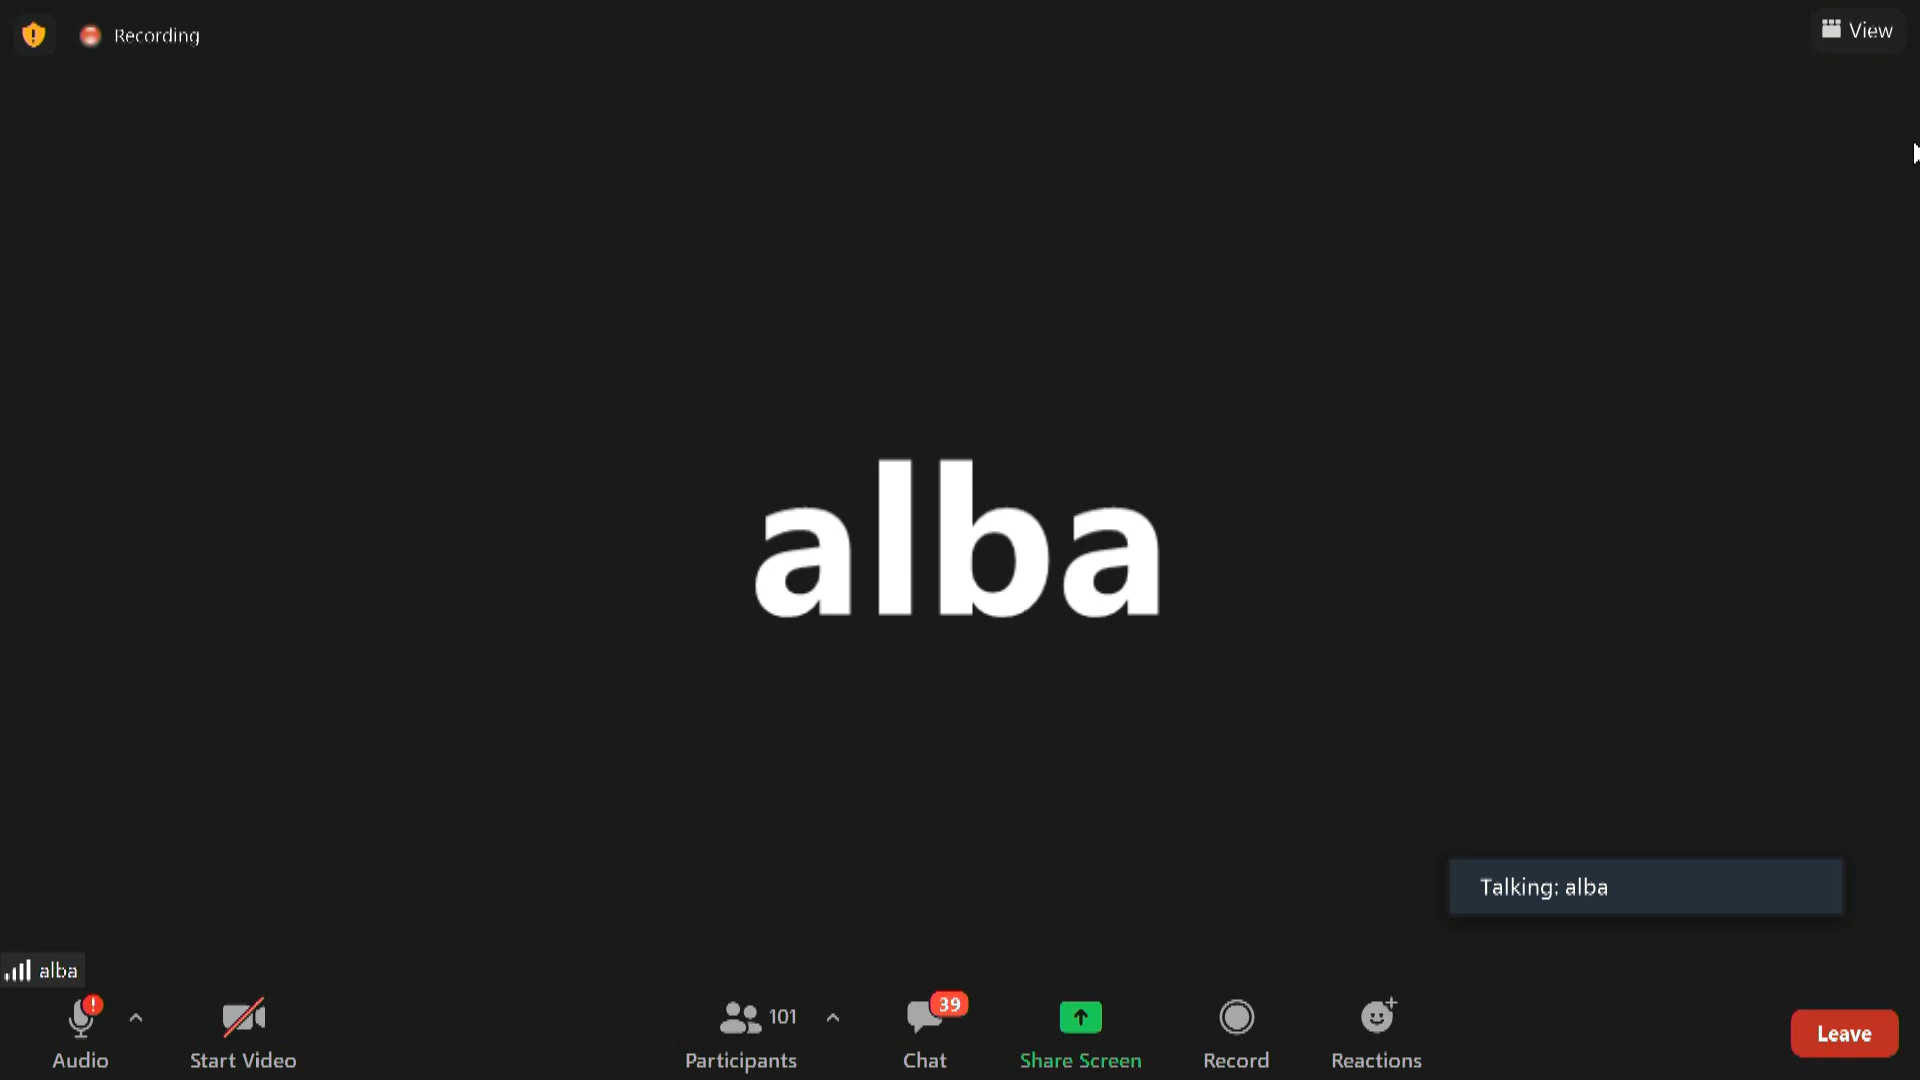 Recording
View
alba
Talking: alba
alba
Audio
Start Video
101
Participants
39
Chat
Share Screen
Record
Reactions
Leave